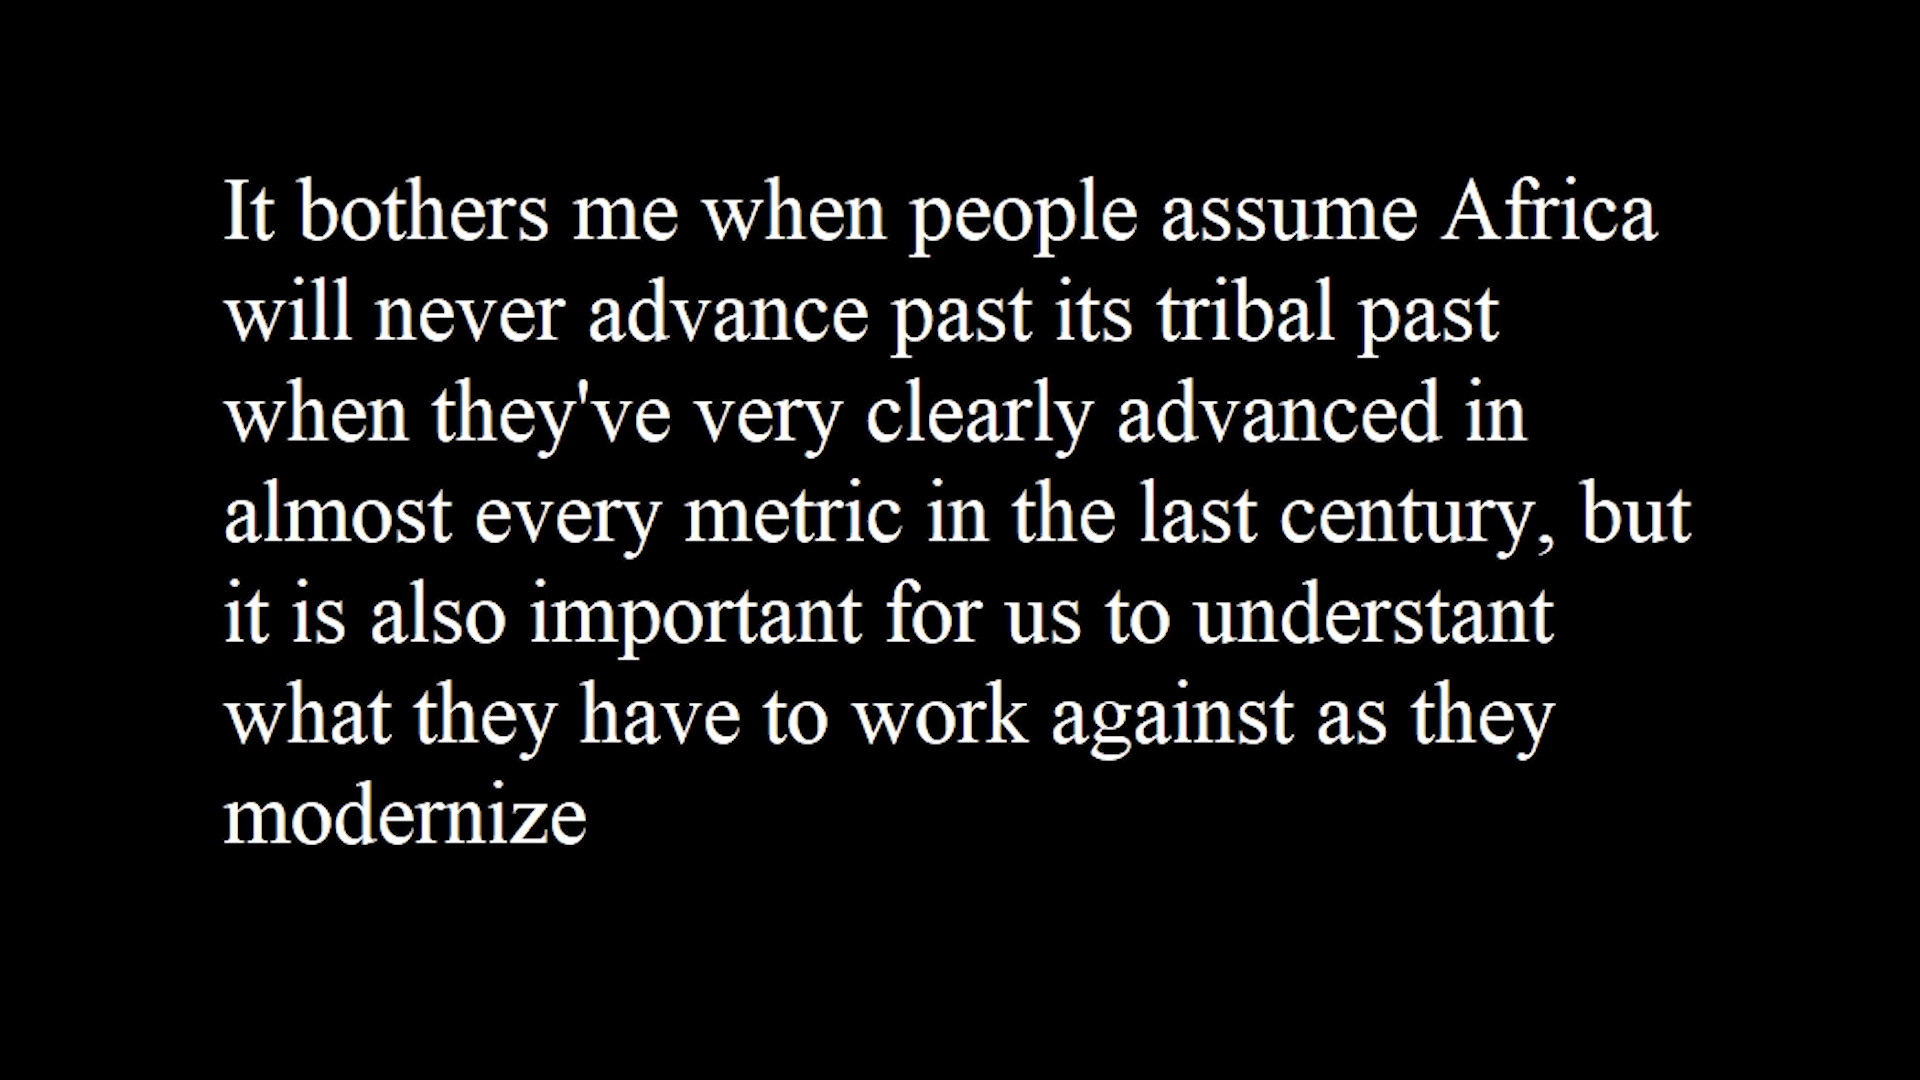 It bothers me when people assume Africa
will never advance past its tribal past
when they've very clearly advanced in
almost every metric in the last century, but
it is also important for us to understant
what they have to work against as they
modernize